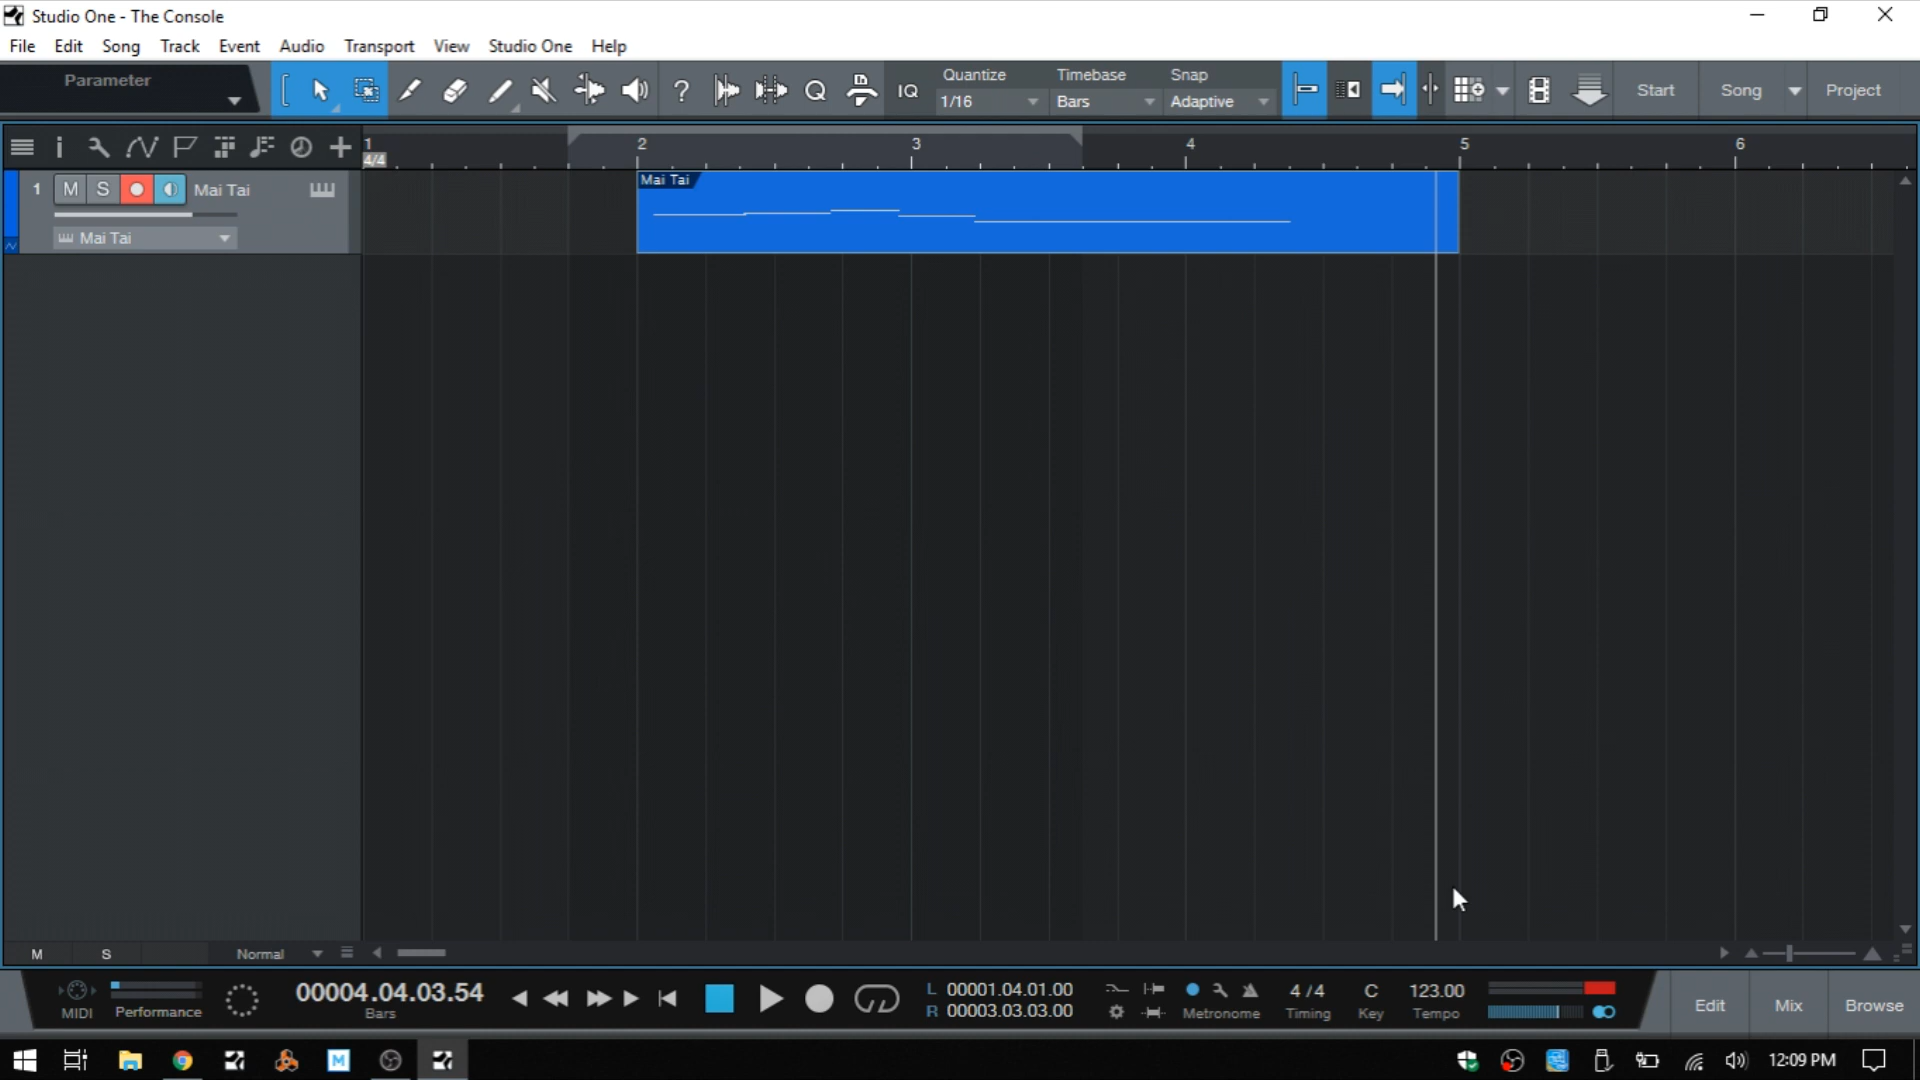 Studio One - The Console
File Edit Song Track Event Audio Transport View Studio One Help
Parameter
? Q IQ
Quantize Timebase Snap
1/16 Bars Adaptive
Start Song Project
1 2 3 4 5 6
4/4
1 M S Mai Tai
Mai Tai
Mai Tai
M S Normal
MIDI Performance
00004.04.03.54
Bars
L 00001.04.01.00
R 00003.03.03.00
Metronome
4 / 4 C 123.00
Timing Key Tempo
Edit Mix Browse
M
12:09 PM